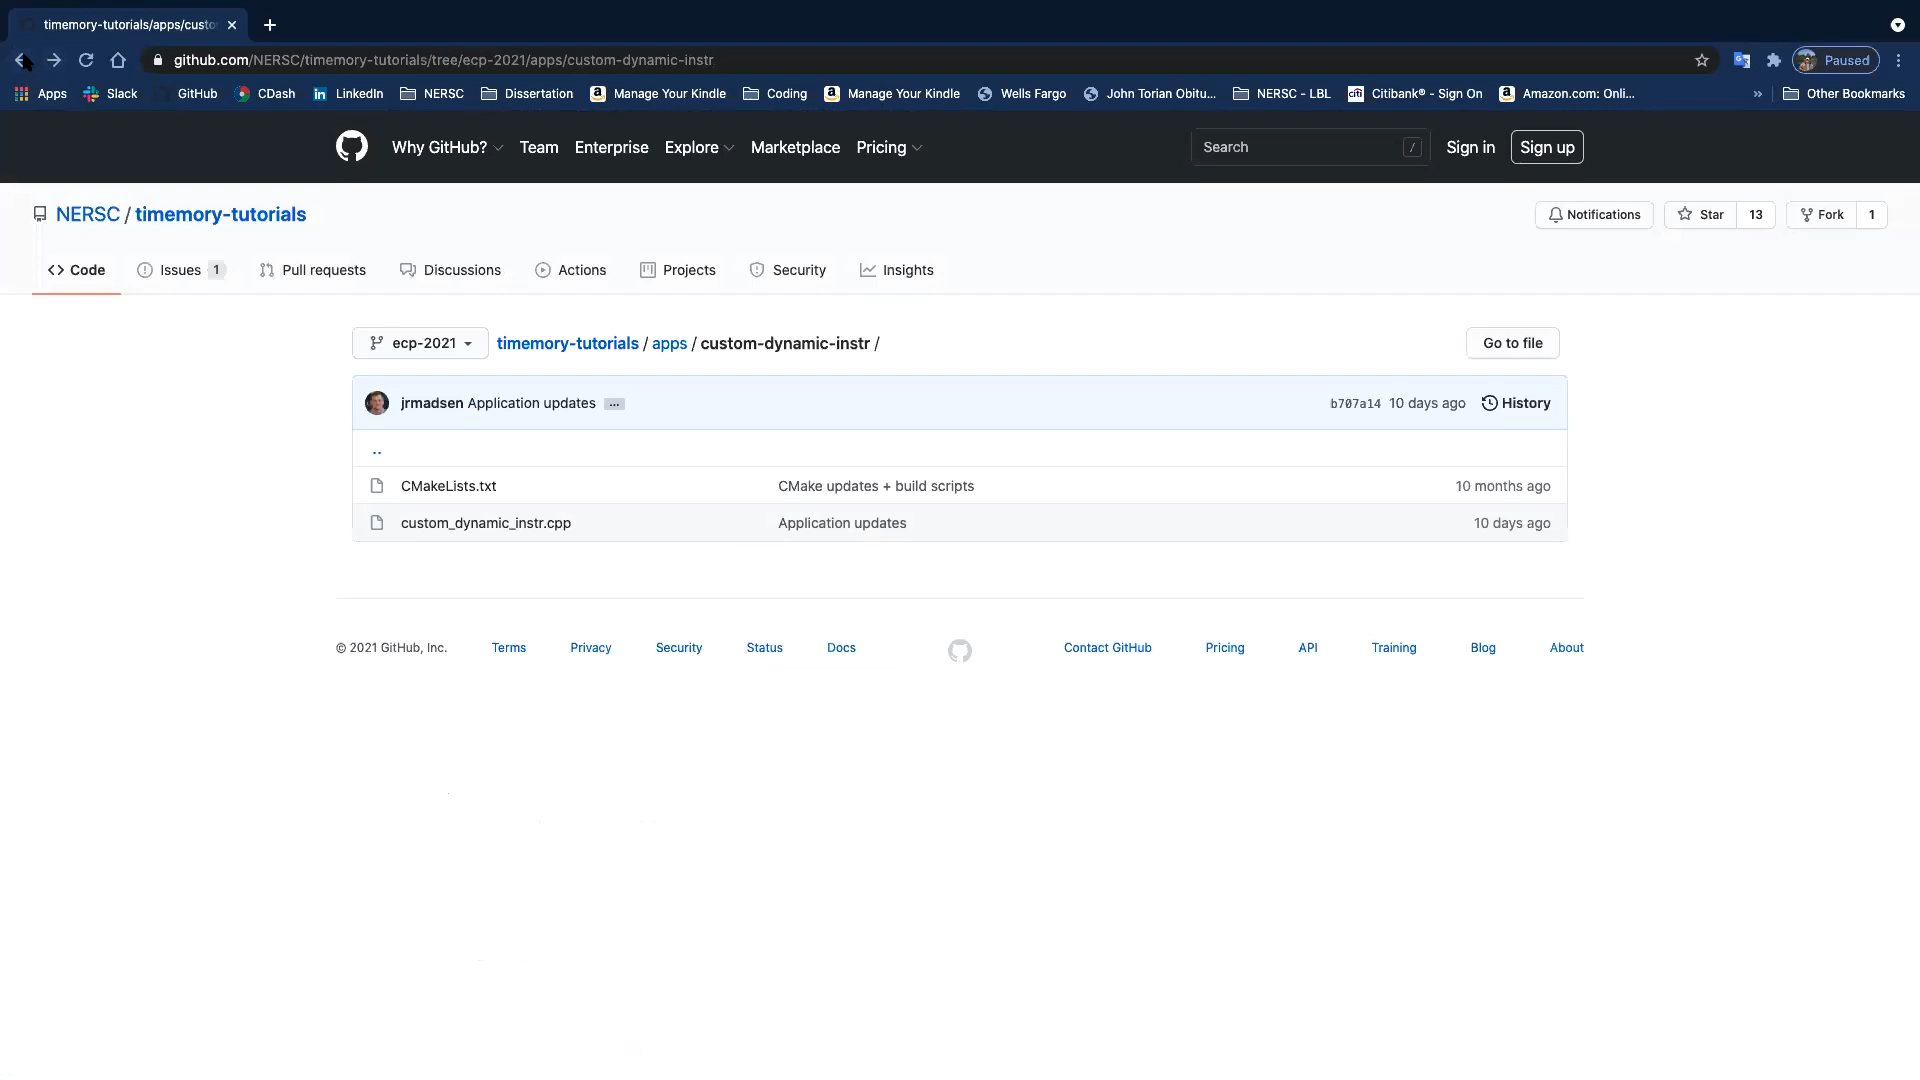 timemory-tutorials/apps/custo
github.com/NERSC/timemory-tutorials/tree/ecp-2021/apps/custom-dynamic-instr
Paused
Apps Slack GitHub CDash LinkedIn NERSC Dissertation Manage Your Kindle Coding Manage Your Kindle Wells Fargo John Torian Obitu... NERSC - LBL Citibank® - Sign On Amazon.com: Onli... » Other Bookmarks
Why GitHub? Team Enterprise Explore Marketplace Pricing Search / Sign in Sign up
NERSC / timemory-tutorials Notifications Star 13 Fork 1
Code Issues 1 Pull requests Discussions Actions Projects Security Insights
ecp-2021 timemory-tutorials / apps / custom-dynamic-instr / Go to file
jrmadsen Application updates ... b707a14 10 days ago History
..
CMakeLists.txt CMake updates + build scripts 10 months ago
custom_dynamic_instr.cpp Application updates 10 days ago
© 2021 GitHub, Inc. Terms Privacy Security Status Docs Contact GitHub Pricing API Training Blog About